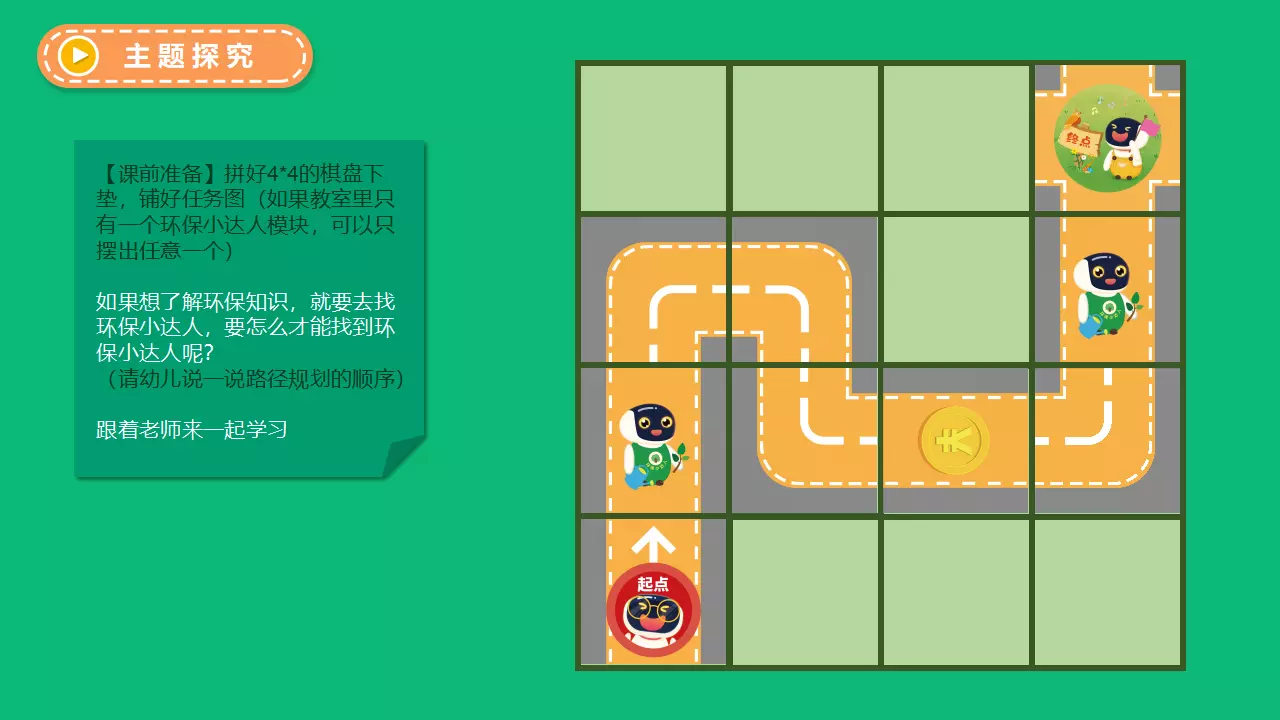 主题探究
【课前准备】拼好4*4的棋盘下
垫，铺好任务图（如果教室里只
有一个环保小达人模块，可以只
摆出任意一个）
如果想了解环保知识，就要去找
环保小达人，要怎么才能找到环
保小达人呢？
（请幼儿说一说路径规划的顺序）
跟着老师来一起学习
终点
起点